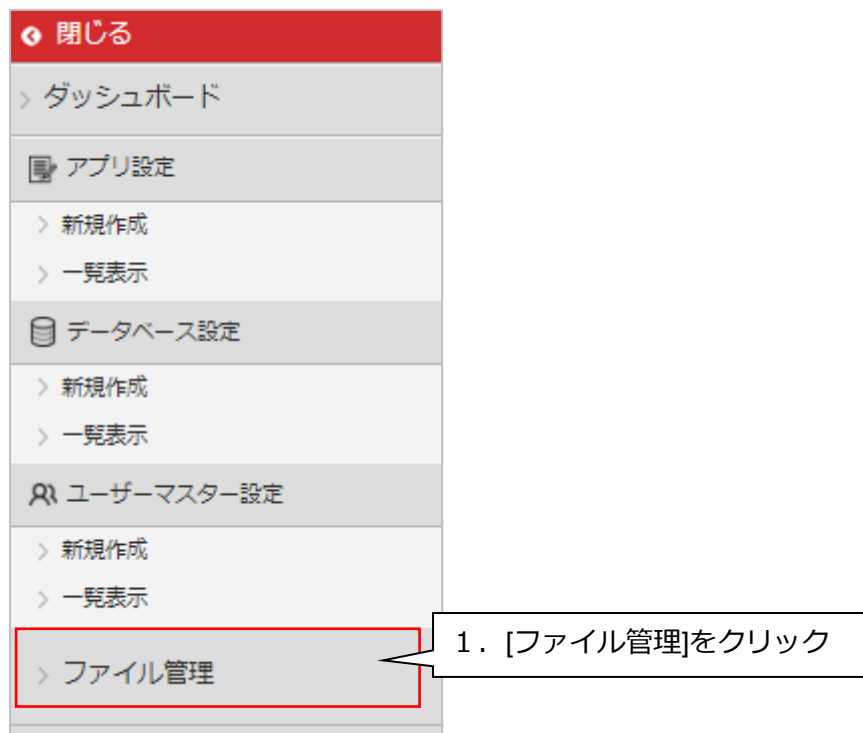 閉じる
ダッシュボード
アプリ設定
新規作成
一覧表示
データベース設定
新規作成
一覧表示
ユーザーマスター設定
新規作成
一覧表示
ファイル管理
1．[ファイル管理]をクリック